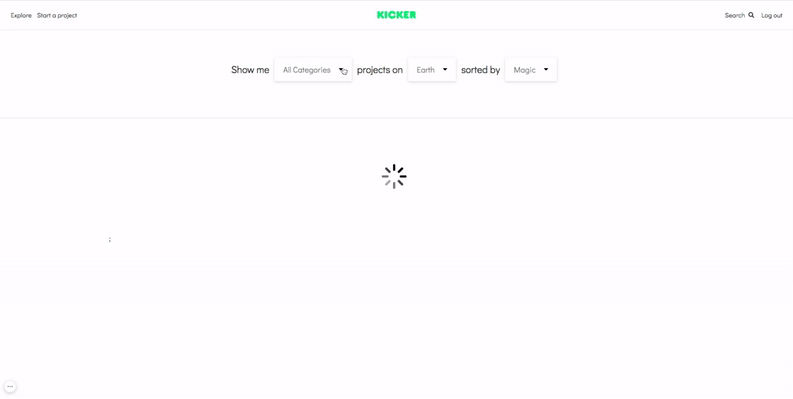 Explore Start a project KICKER Search Log out
Show me All Categories projects on Earth sorted by Magic
;